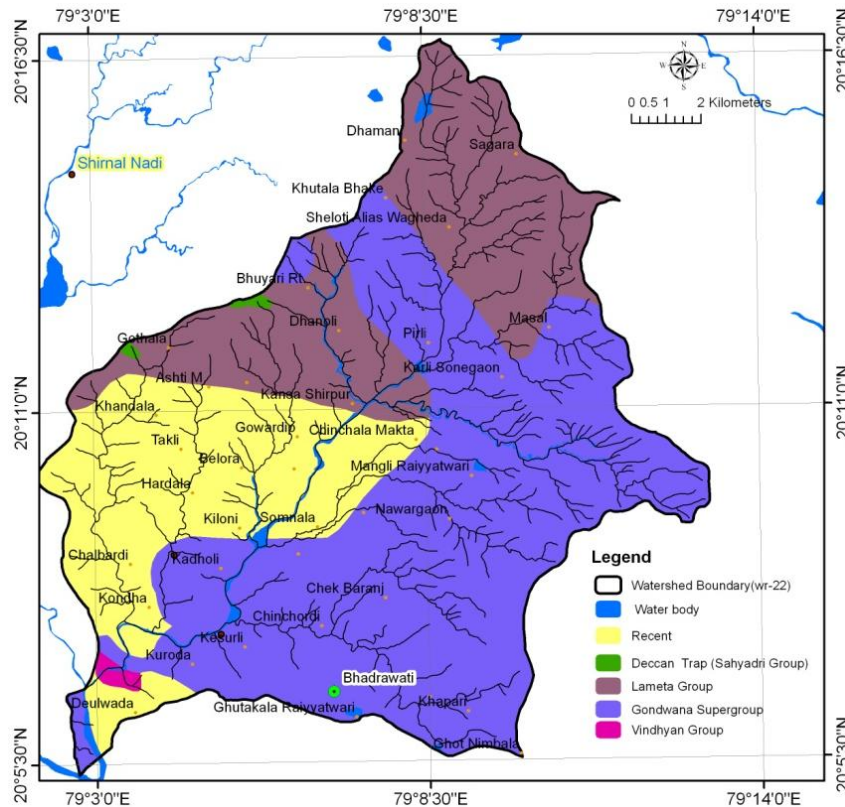 79°3'0"E 79°8'30"E 79°14'0"E
20°16'30"N
20°16'30"N
N
W E
S
0 0.5 1 2 Kilometers
Dhaman
Sagara
Shirnal Nadi
Khutala Bhake
Sheloti Alias Wagheda
Bhuyari Rt.
Dhanoli
Masal
Gothala
Pirli
Ashti M
Karli Sonegaon
Kansa Shirpur
20°11'0"N
20°11'0"N
Khandala
Gowardip
Chinchala Makta
Takli
Belora
Mangli Raiyyatwari
Hardala
Nawargaon
Kiloni
Somnala
Chalbardi
Kadholi
Chek Baranj
Kondha
Chinchordi
Kesurli
Kuroda
Bhadrawati
Deulwada
Ghutakala Raiyyatwari
Khapari
Ghot Nimbala
Legend
Watershed Boundary(wr-22)
Water body
Recent
Deccan Trap (Sahyadri Group)
Lameta Group
Gondwana Supergroup
Vindhyan Group
20°5'30"N
20°5'30"N
79°3'0"E 79°8'30"E 79°14'0"E